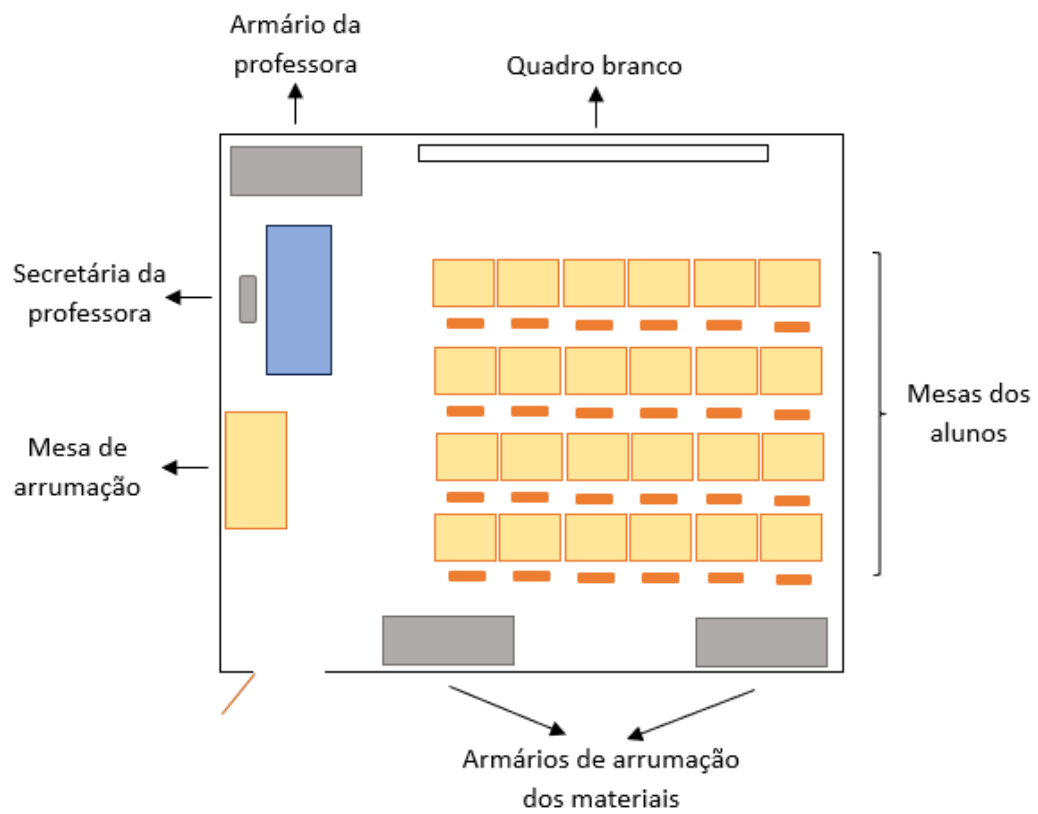 Armário da
professora
Quadro branco
Secretária da
professora
Mesa de
arrumação
Mesas dos
alunos
Armários de arrumação
dos materiais